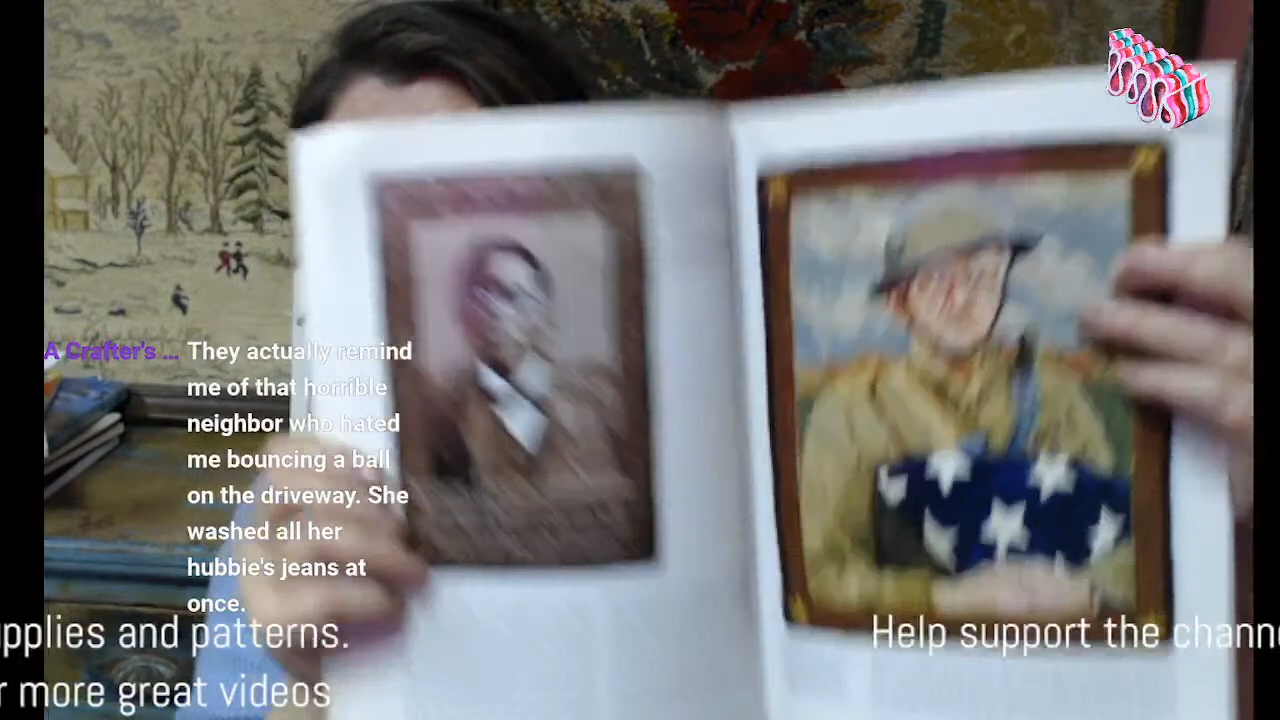 A Crafter's ... They actually remind
me of that horrible
neighbor who hated
me bouncing a ball
on the driveway. She
washed all her
hubbie's jeans at
once.
upplies and patterns.
Help support the channe
r more great videos